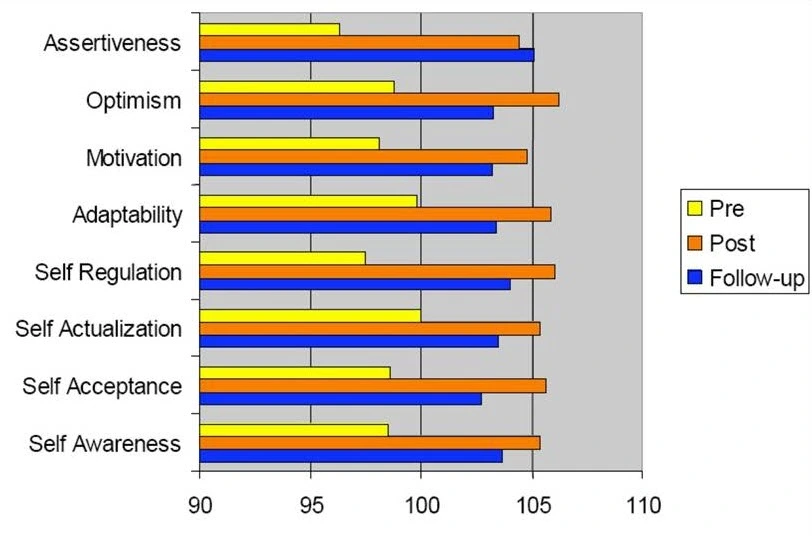 Assertiveness
Optimism
Motivation
Adaptability
Self Regulation
Self Actualization
Self Acceptance
Self Awareness
90 95 100 105 110
Pre
Post
Follow-up